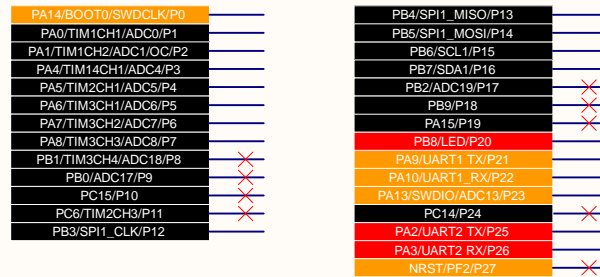 PA14/BOOT0/SWDCLK/P0
PA0/TIM1CH1/ADC0/P1
PA1/TIM1CH2/ADC1/OC/P2
PA4/TIM14CH1/ADC4/P3
PA5/TIM2CH1/ADC5/P4
PA6/TIM3CH1/ADC6/P5
PA7/TIM3CH2/ADC7/P6
PA8/TIM3CH3/ADC8/P7
PB1/TIM3CH4/ADC18/P8
PB0/ADC17/P9
PC15/P10
PC6/TIM2CH3/P11
PB3/SPI1_CLK/P12
PB4/SPI1_MISO/P13
PB5/SPI1_MOSI/P14
PB6/SCL1/P15
PB7/SDA1/P16
PB2/ADC19/P17
PB9/P18
PA15/P19
PB8/LED/P20
PA9/UART1 TX/P21
PA10/UART1_RX/P22
PA13/SWDIO/ADC13/P23
PC14/P24
PA2/UART2 TX/P25
PA3/UART2 RX/P26
NRST/PF2/P27